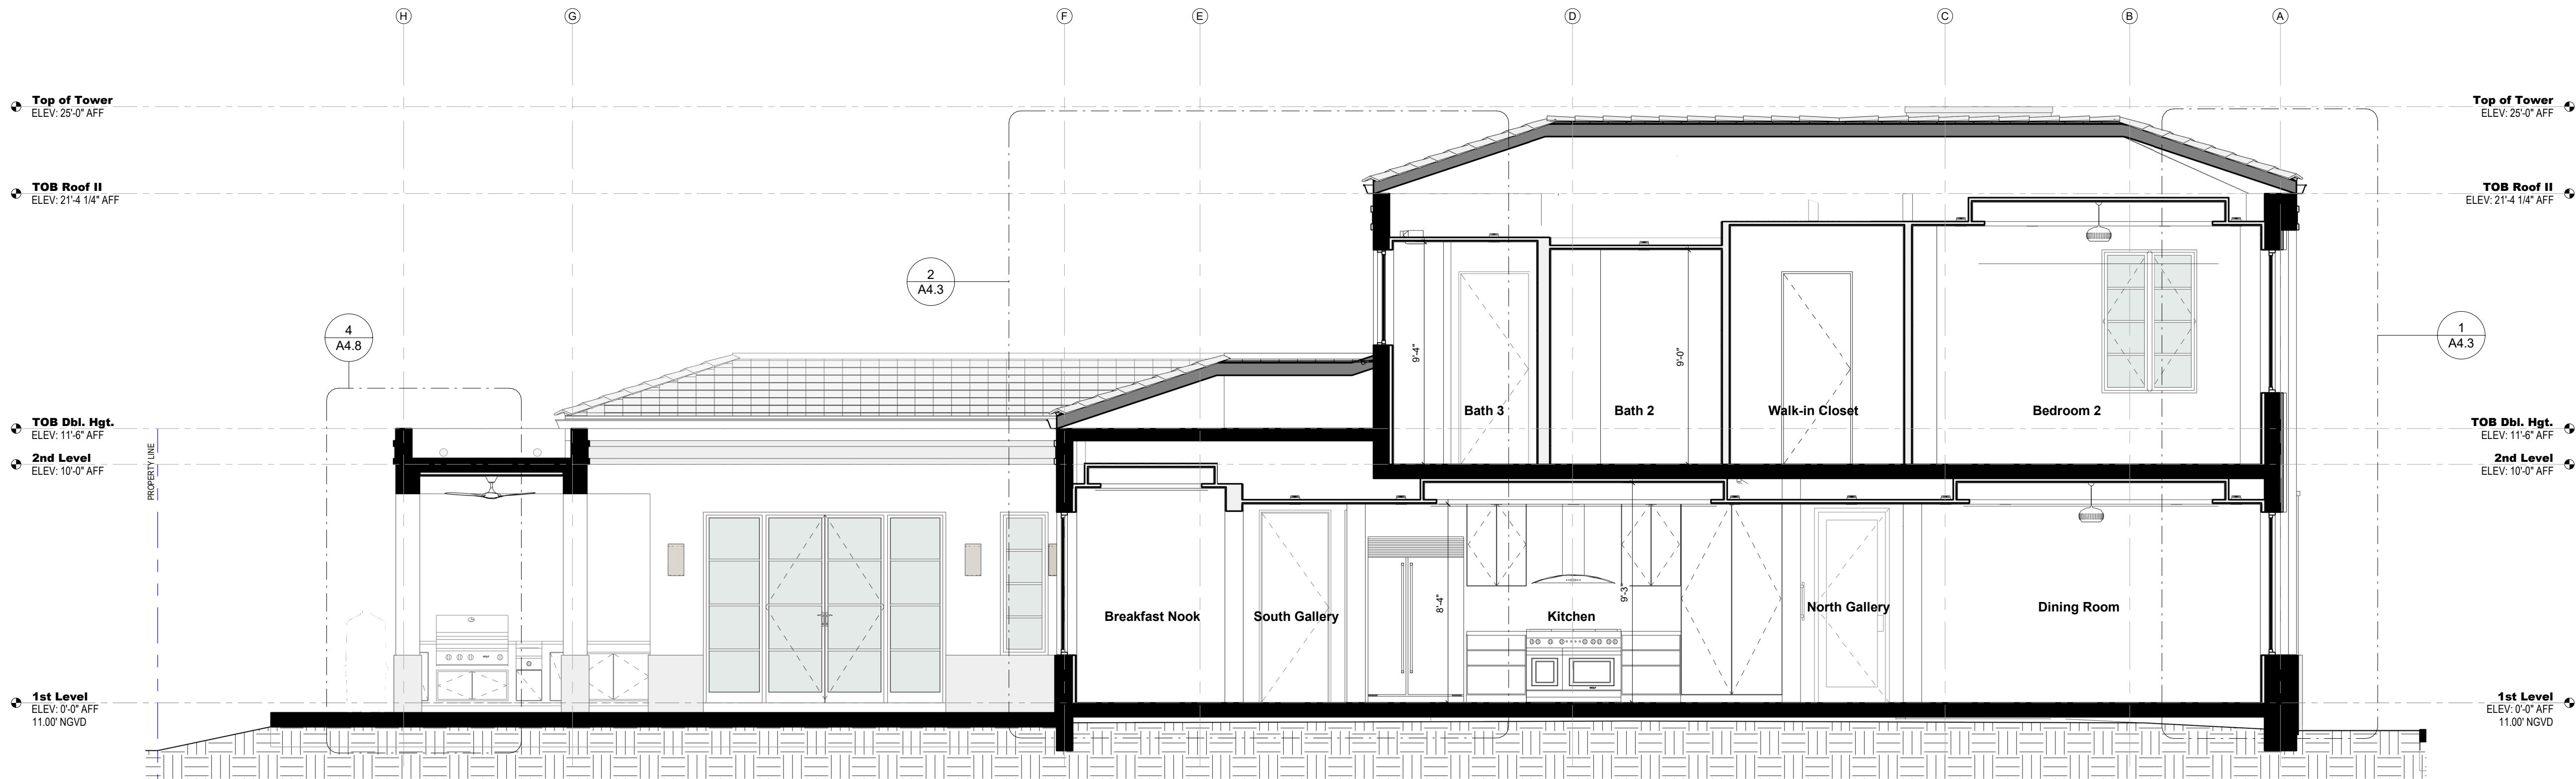 H
G
F
E
D
C
B
A
Top of Tower
ELEV: 25'-0" AFF
Top of Tower
ELEV: 25'-0" AFF
TOB Roof II
ELEV: 21'-4 1/4" AFF
TOB Roof II
ELEV: 21'-4 1/4" AFF
2
A4.3
4
A4.8
1
A4.3
9'-4"
9'-0"
Bath 3
Bath 2
Walk-in Closet
Bedroom 2
TOB Dbl. Hgt.
ELEV: 11'-6" AFF
TOB Dbl. Hgt.
ELEV: 11'-6" AFF
2nd Level
ELEV: 10'-0" AFF
2nd Level
ELEV: 10'-0" AFF
PROPERTY LINE
8'-4"
9'-3"
Breakfast Nook
South Gallery
Kitchen
North Gallery
Dining Room
1st Level
ELEV: 0'-0" AFF
11.00' NGVD
1st Level
ELEV: 0'-0" AFF
11.00' NGVD